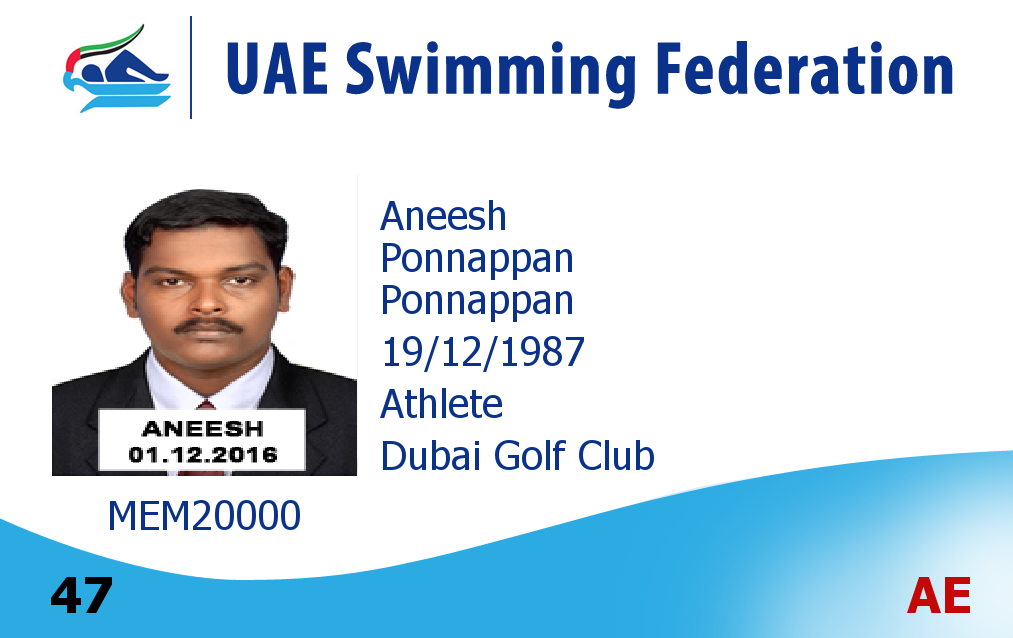 UAE Swimming Federation
Aneesh
Ponnappan
Ponnappan
19/12/1987
Athlete
Dubai Golf Club
ANEESH
01.12.2016
MEM20000
47
AE